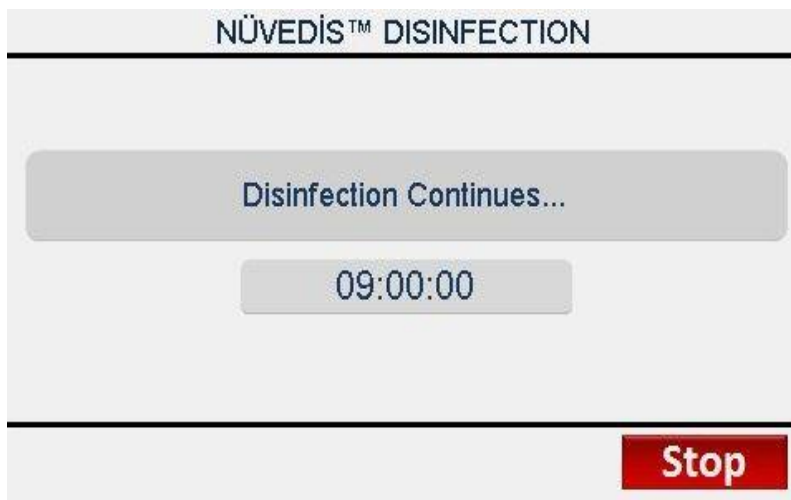 NÜVEDİS™ DISINFECTION
Disinfection Continues...
09:00:00
Stop